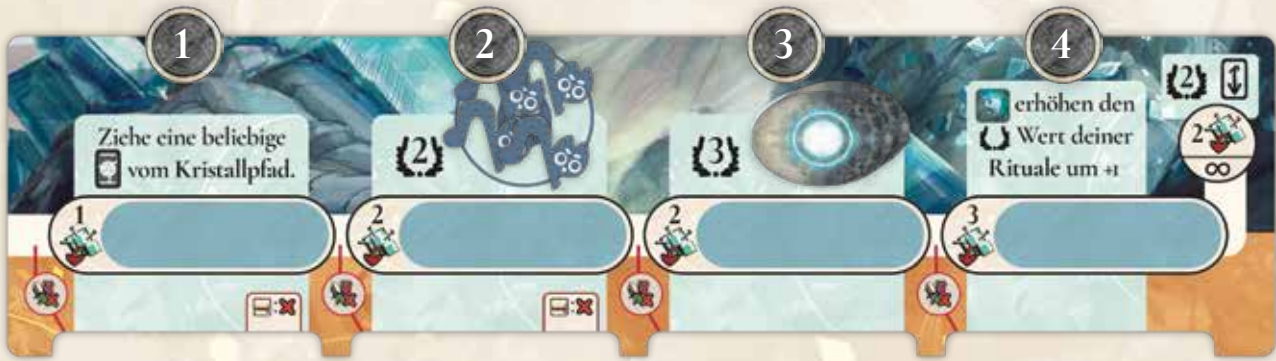 1
2
3
4
Ziehe eine beliebige
vom Kristallpfad.
2
3
erhöhen den
Wert deiner
Rituale um +1
2
2
∞
1
2
2
3